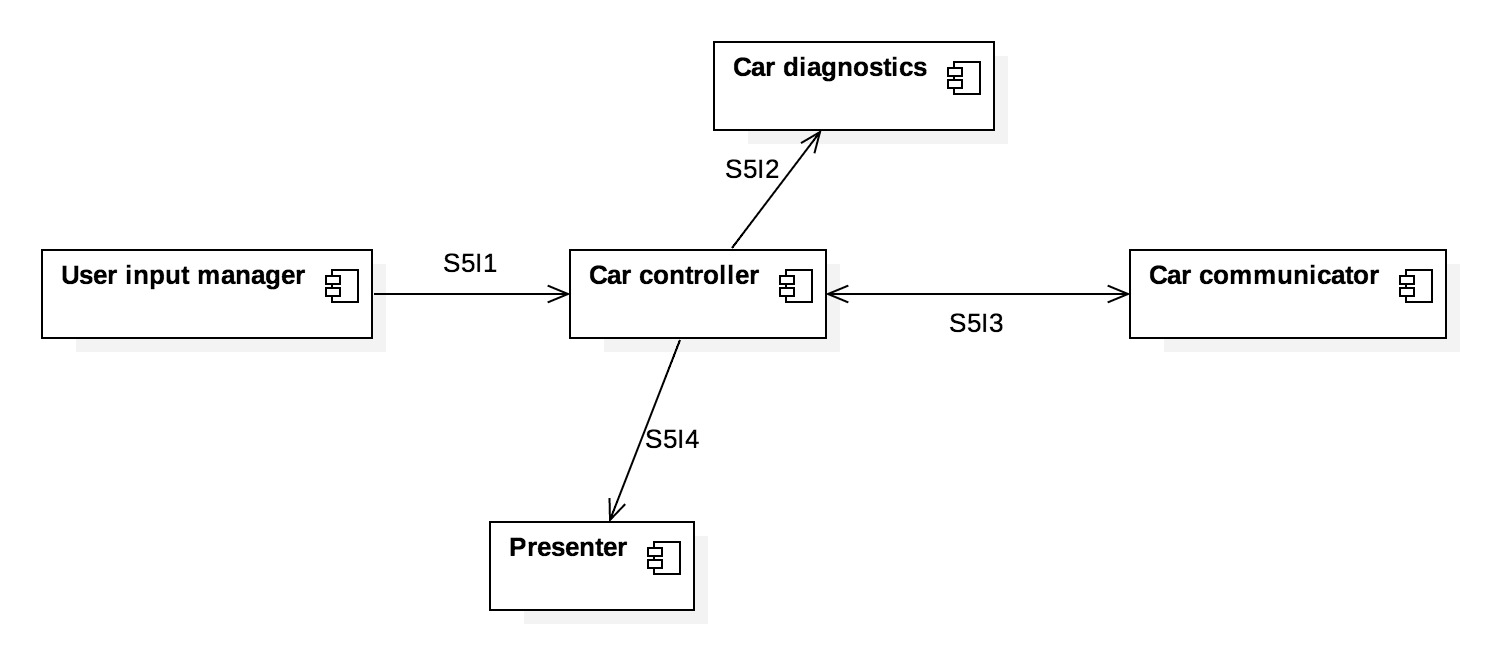 Car diagnostics
S5I2
User input manager
S5I1
Car controller
Car communicator
S5I3
S5I4
Presenter